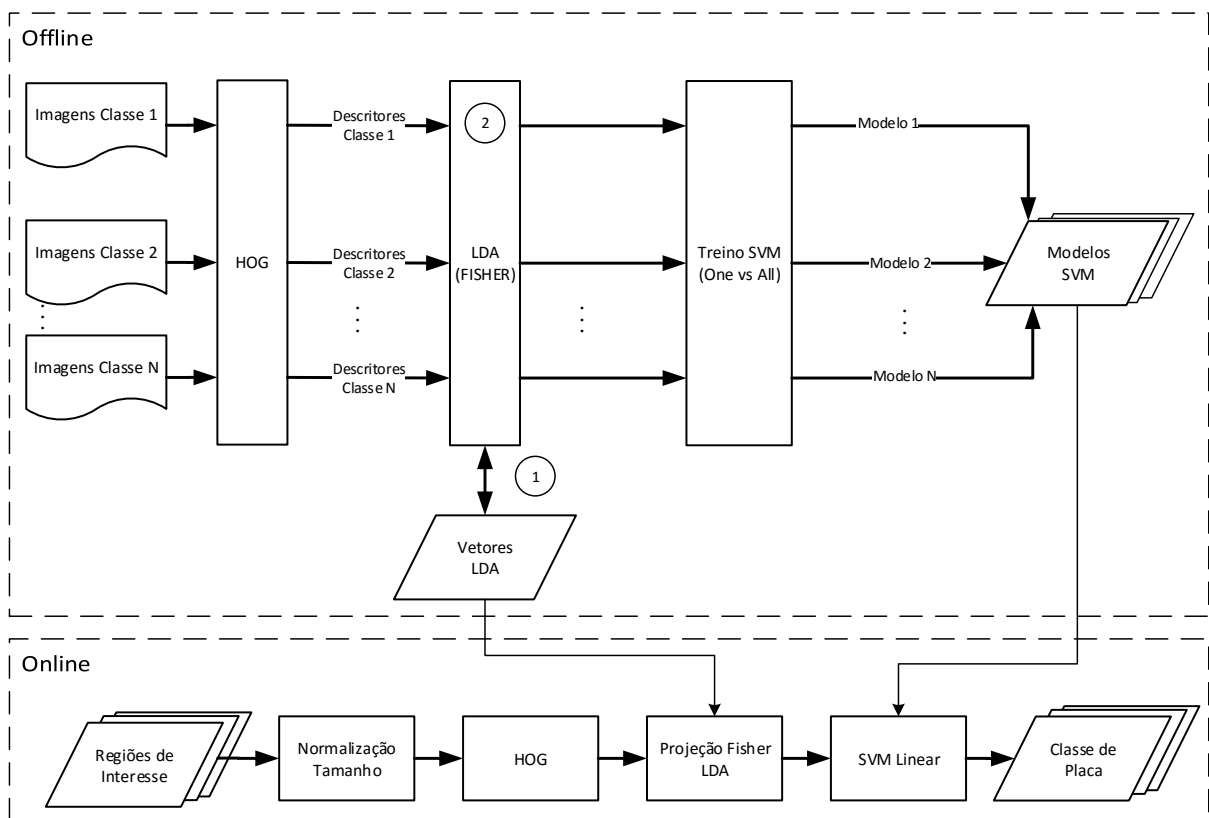 Offline
Imagens Classe 1
Descritores
Classe 1
2
Modelo 1
Imagens Classe 2
HOG
Descritores
Classe 2
LDA
(FISHER)
Treino SVM
(One vs All)
Modelo 2
Modelos
SVM
Imagens Classe N
Descritores
Classe N
Modelo N
1
Vetores
LDA
Online
Regiões de
Interesse
Normalização
Tamanho
HOG
Projeção Fisher
LDA
SVM Linear
Classe de
Placa